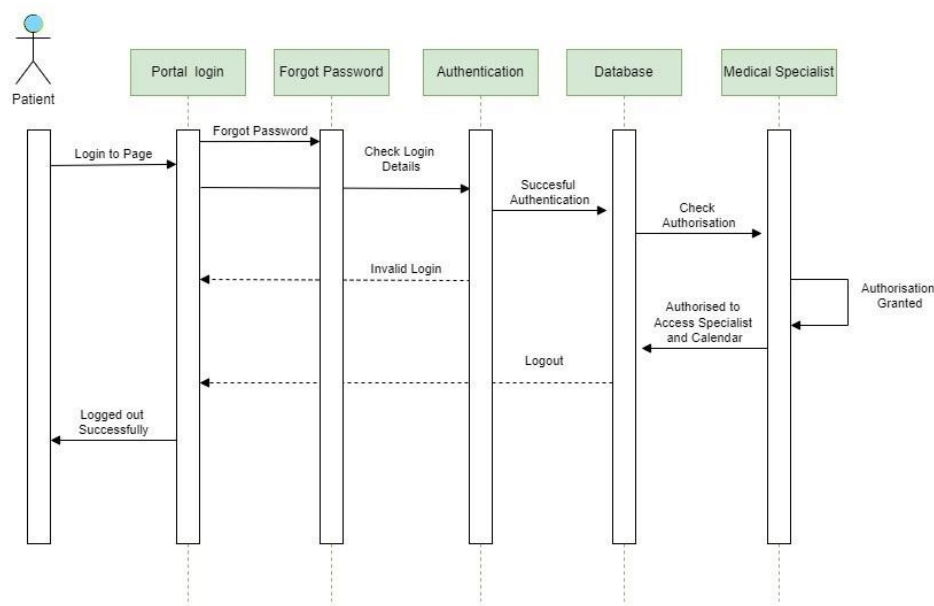 Patient
Portal login
Forgot Password
Authentication
Database
Medical Specialist
Forgot Password
Login to Page
Check Login
Details
Succesful
Authentication
Check
Authorisation
Invalid Login
Authorisation
Granted
Authorised to
Access Specialist
and Calendar
Logout
Logged out
Successfully